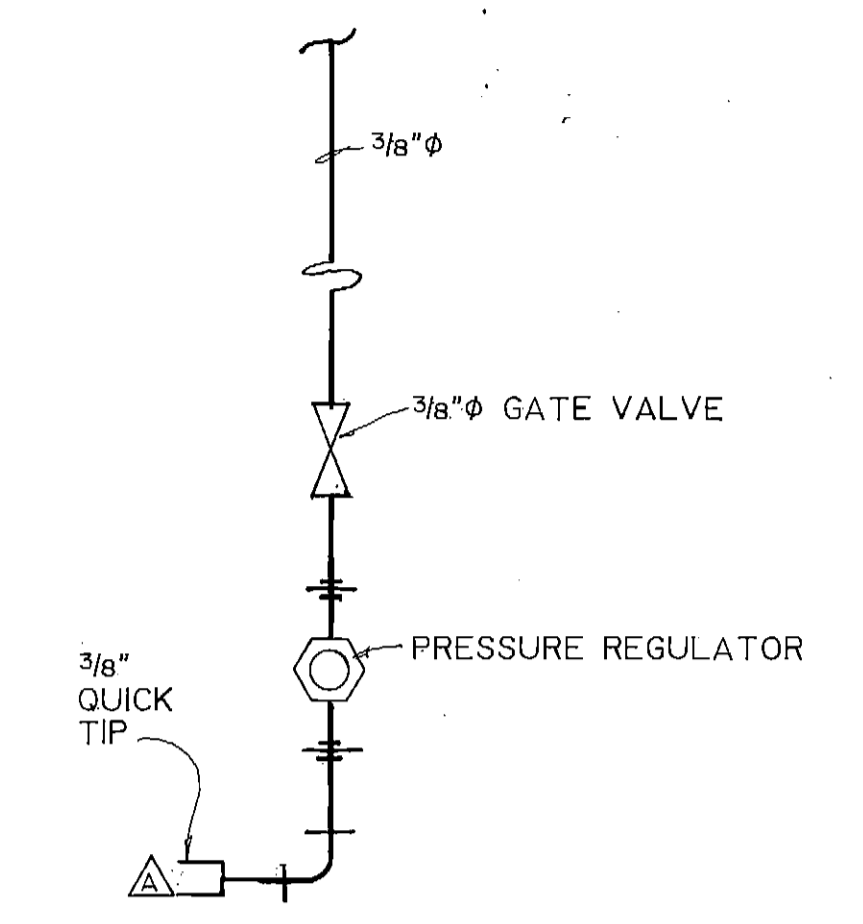 3/8"ϕ
3/8"ϕ GATE VALVE
PRESSURE REGULATOR
3/8"
QUICK
TIP
A